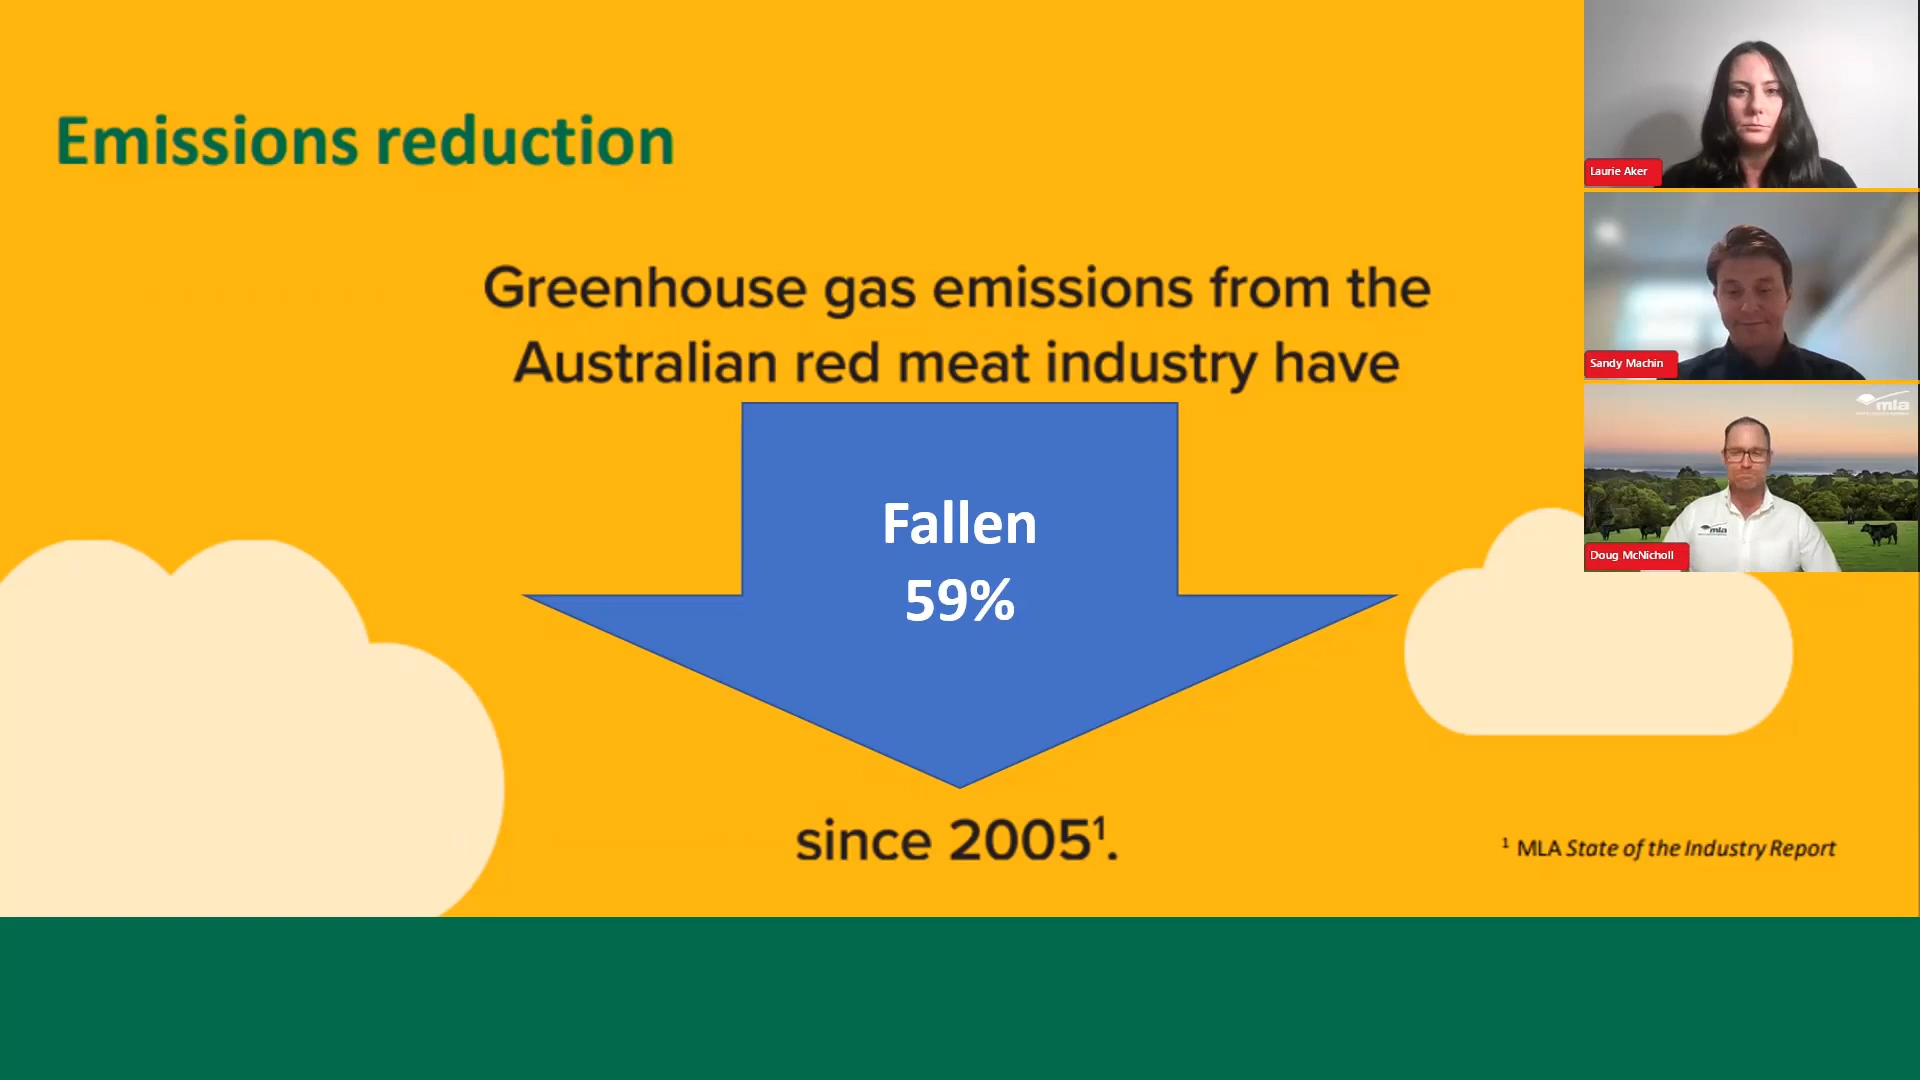 Emissions reduction
Greenhouse gas emissions from the
Australian red meat industry have
Fallen
59%
since 2005¹.
¹ MLA State of the Industry Report
Laurie Aker
Sandy Machin
mla
mla
Doug McNicholl